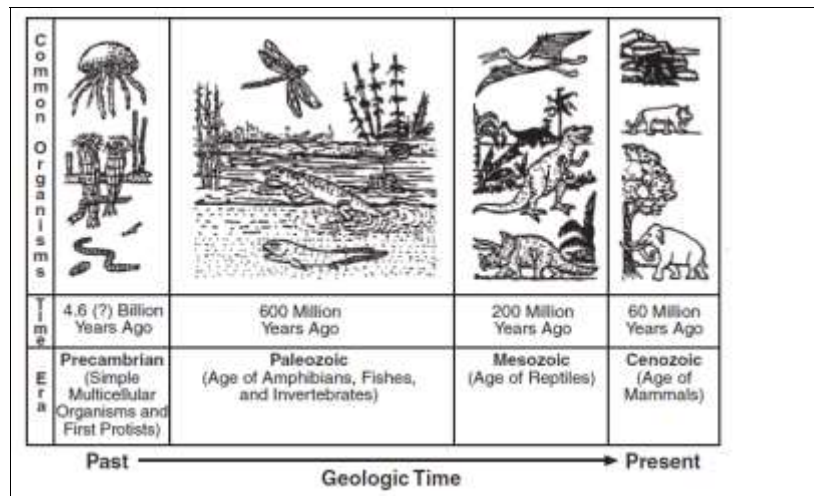 Common Organisms
Time
4.6 (?) Billion
Years Ago
600 Million
Years Ago
200 Million
Years Ago
60 Million
Years Ago
Era
Precambrian
(Simple
Multicellular
Organisms and
First Protists)
Paleozoic
(Age of Amphibians, Fishes,
and Invertebrates)
Mesozoic
(Age of Reptiles)
Cenozoic
(Age of
Mammals)
Past
Present
Geologic Time